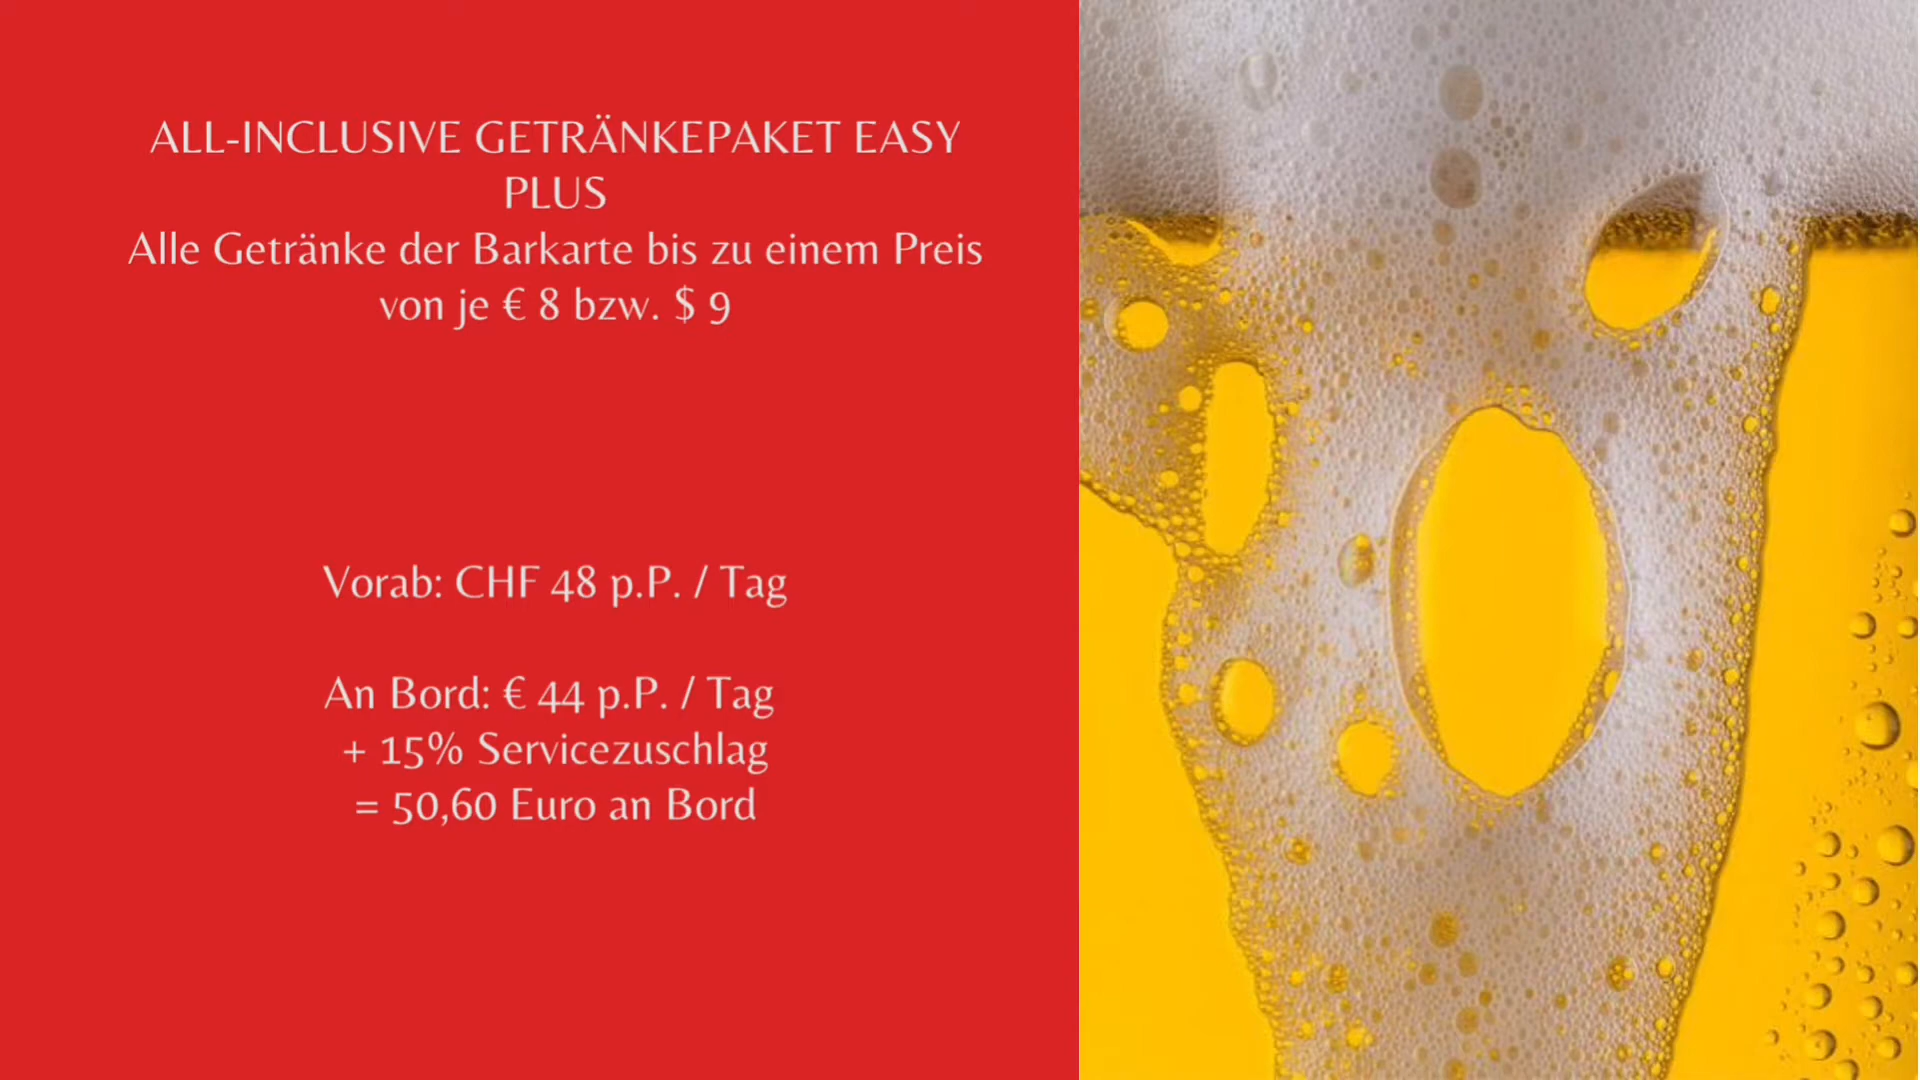 ALL-INCLUSIVE GETRÄNKEPAKET EASY
PLUS
Alle Getränke der Barkarte bis zu einem Preis
von je € 8 bzw. $ 9
Vorab: CHF 48 p.P. / Tag
An Bord: € 44 p.P. / Tag
+ 15% Servicezuschlag
= 50,60 Euro an Bord